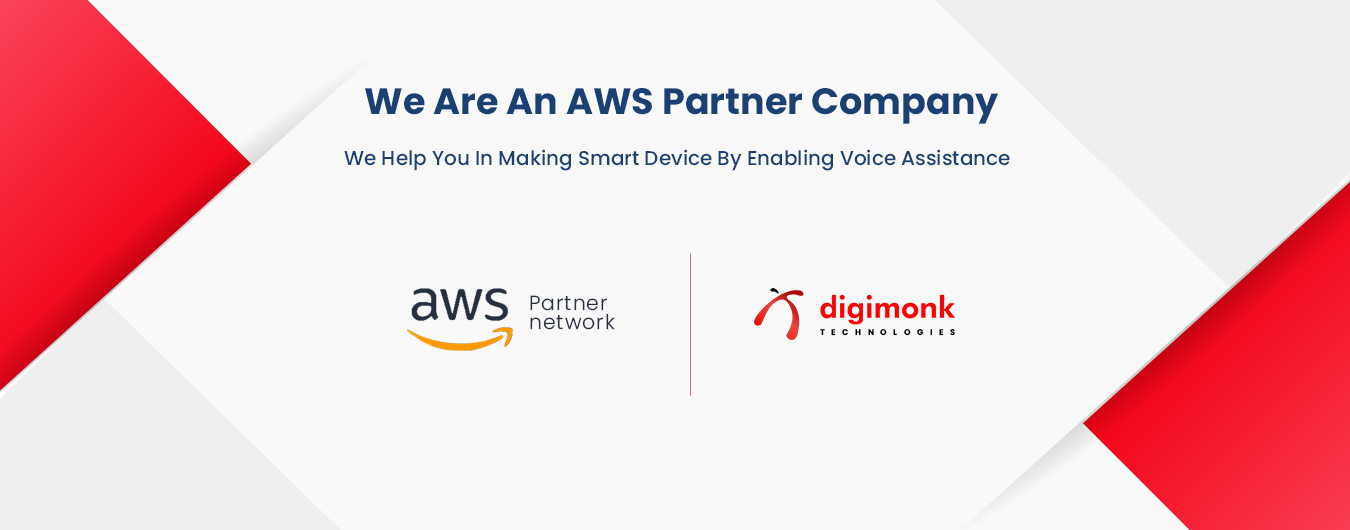 We Are An AWS Partner Company
We Help You In Making Smart Device By Enabling Voice Assistance
aws
Partner
network
digimonk
TECHNOLOGIES